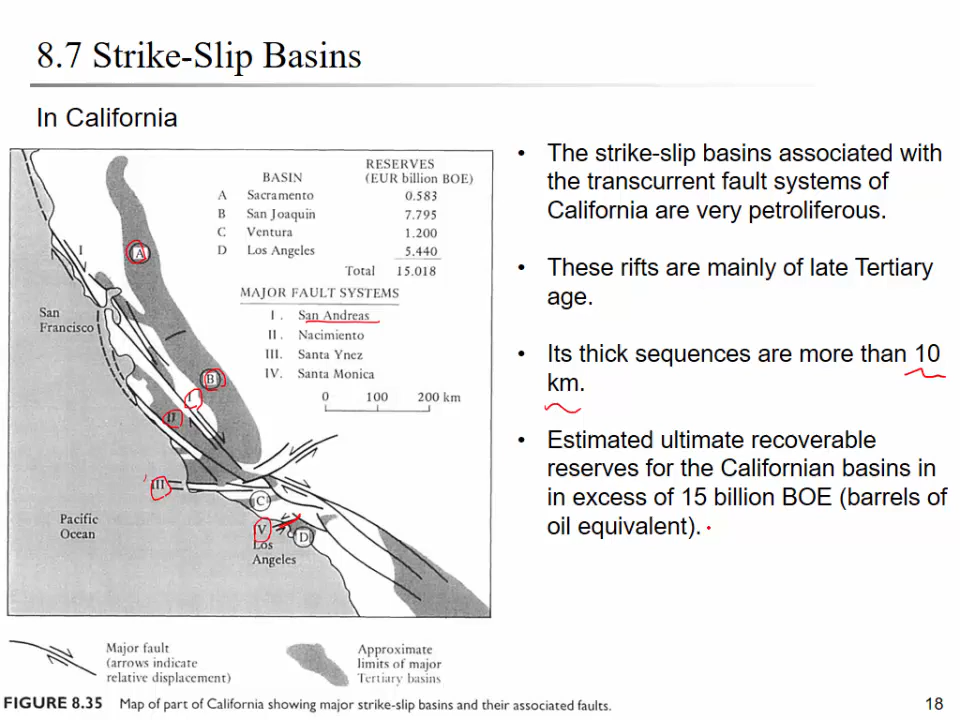 8.7 Strike-Slip Basins
In California
RESERVES
BASIN (EUR billion BOE)
A Sacramento 0.583
B San Joaquin 7.795
C Ventura 1.200
D Los Angeles 5.440
Total 15.018
MAJOR FAULT SYSTEMS
I . San Andreas
II . Nacimiento
III. Santa Ynez
IV. Santa Monica
0 100 200 km
I
A
San
Francisco
B
I
II
III
C
V
D
Los
Angeles
Pacific
Ocean
Major fault
(arrows indicate
relative displacement)
Approximate
limits of major
Tertiary basins
FIGURE 8.35 Map of part of California showing major strike-slip basins and their associated faults.
• The strike-slip basins associated with
the transcurrent fault systems of
California are very petroliferous.
• These rifts are mainly of late Tertiary
age.
• Its thick sequences are more than 10
km.
• Estimated ultimate recoverable
reserves for the Californian basins in
in excess of 15 billion BOE (barrels of
oil equivalent).
18